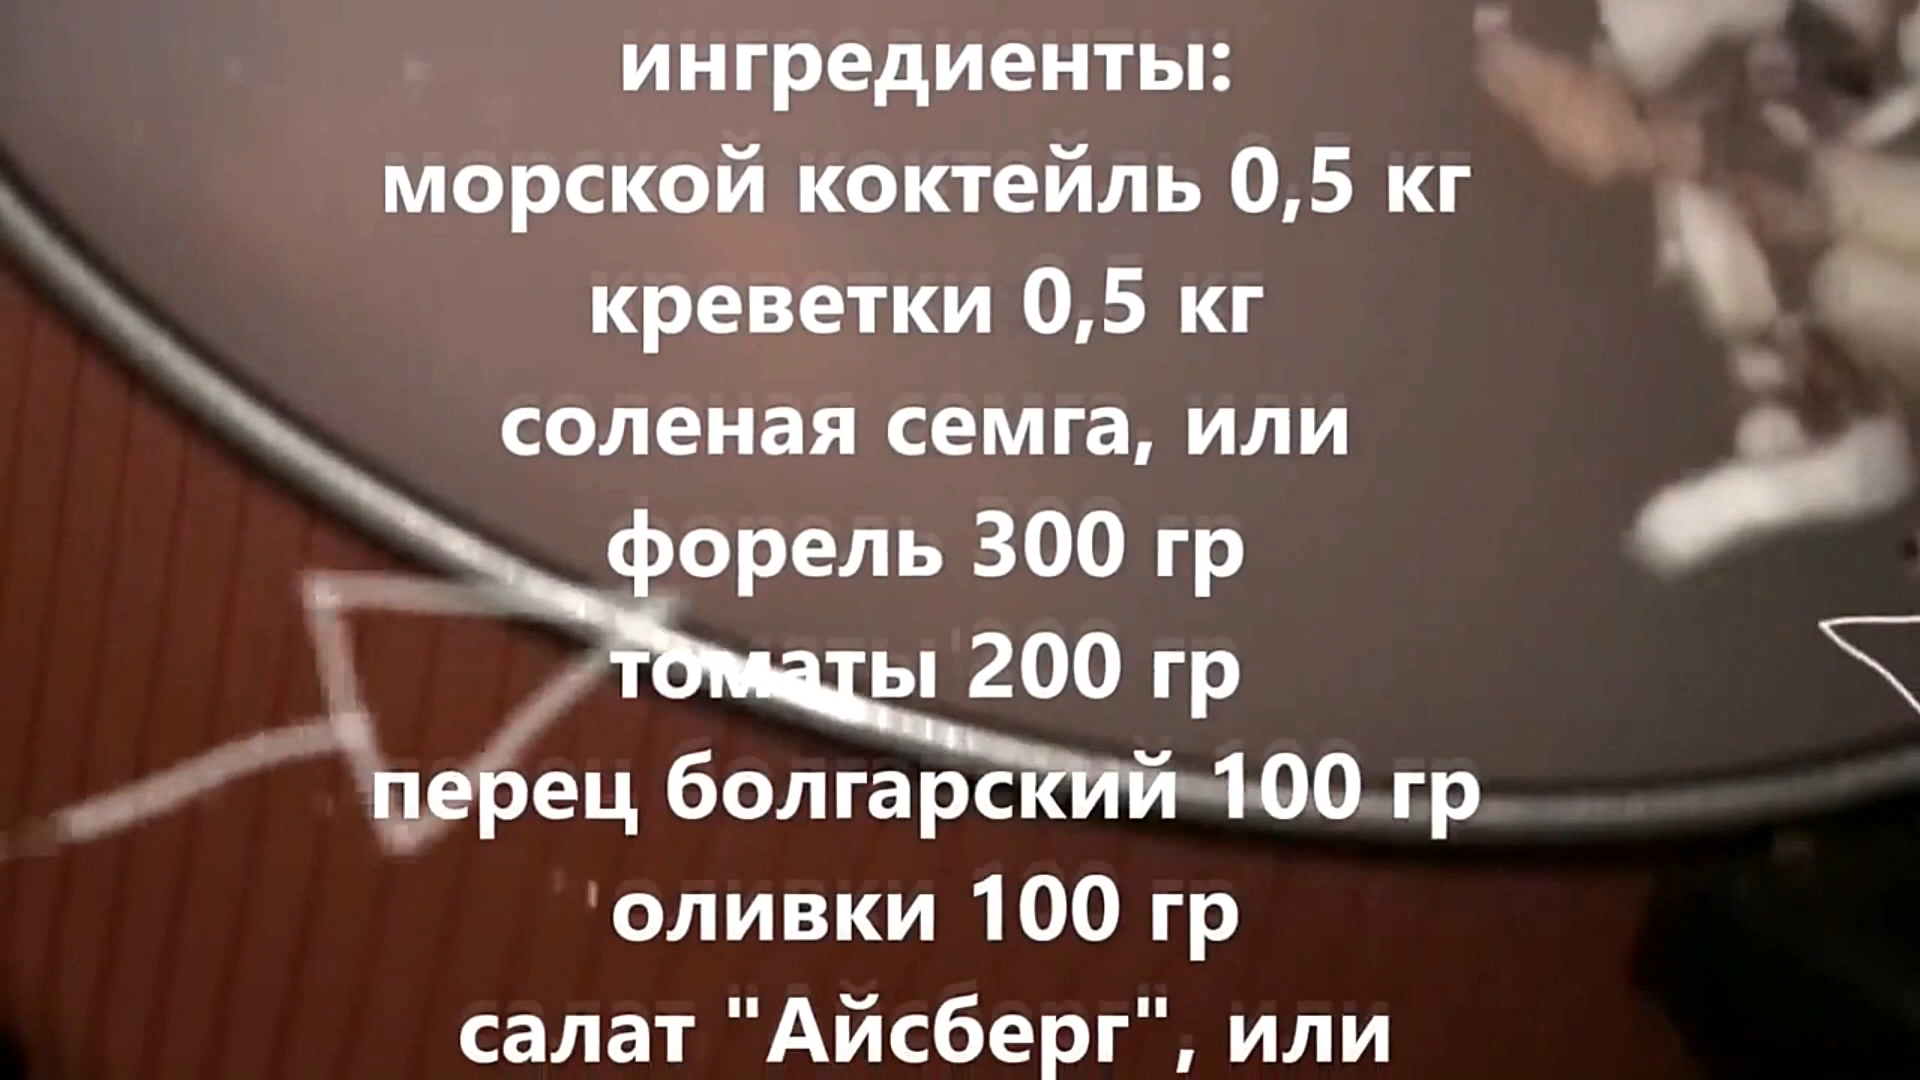 ингредиенты:
морской коктейль 0,5 кг
креветки 0,5 кг
соленая семга, или
форель 300 гр
томаты 200 гр
перец болгарский 100 гр
оливки 100 гр
салат "Айсберг", или